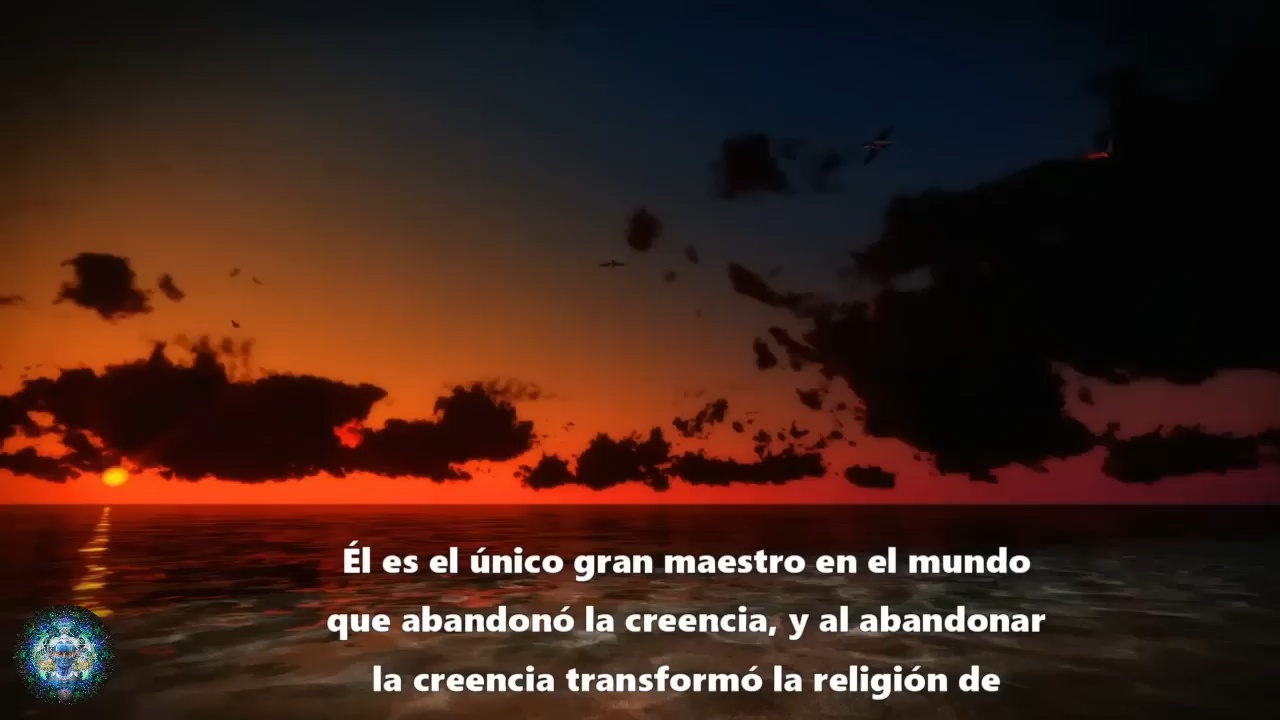 Él es el único gran maestro en el mundo
que abandonó la creencia, y al abandonar
la creencia transformó la religión de